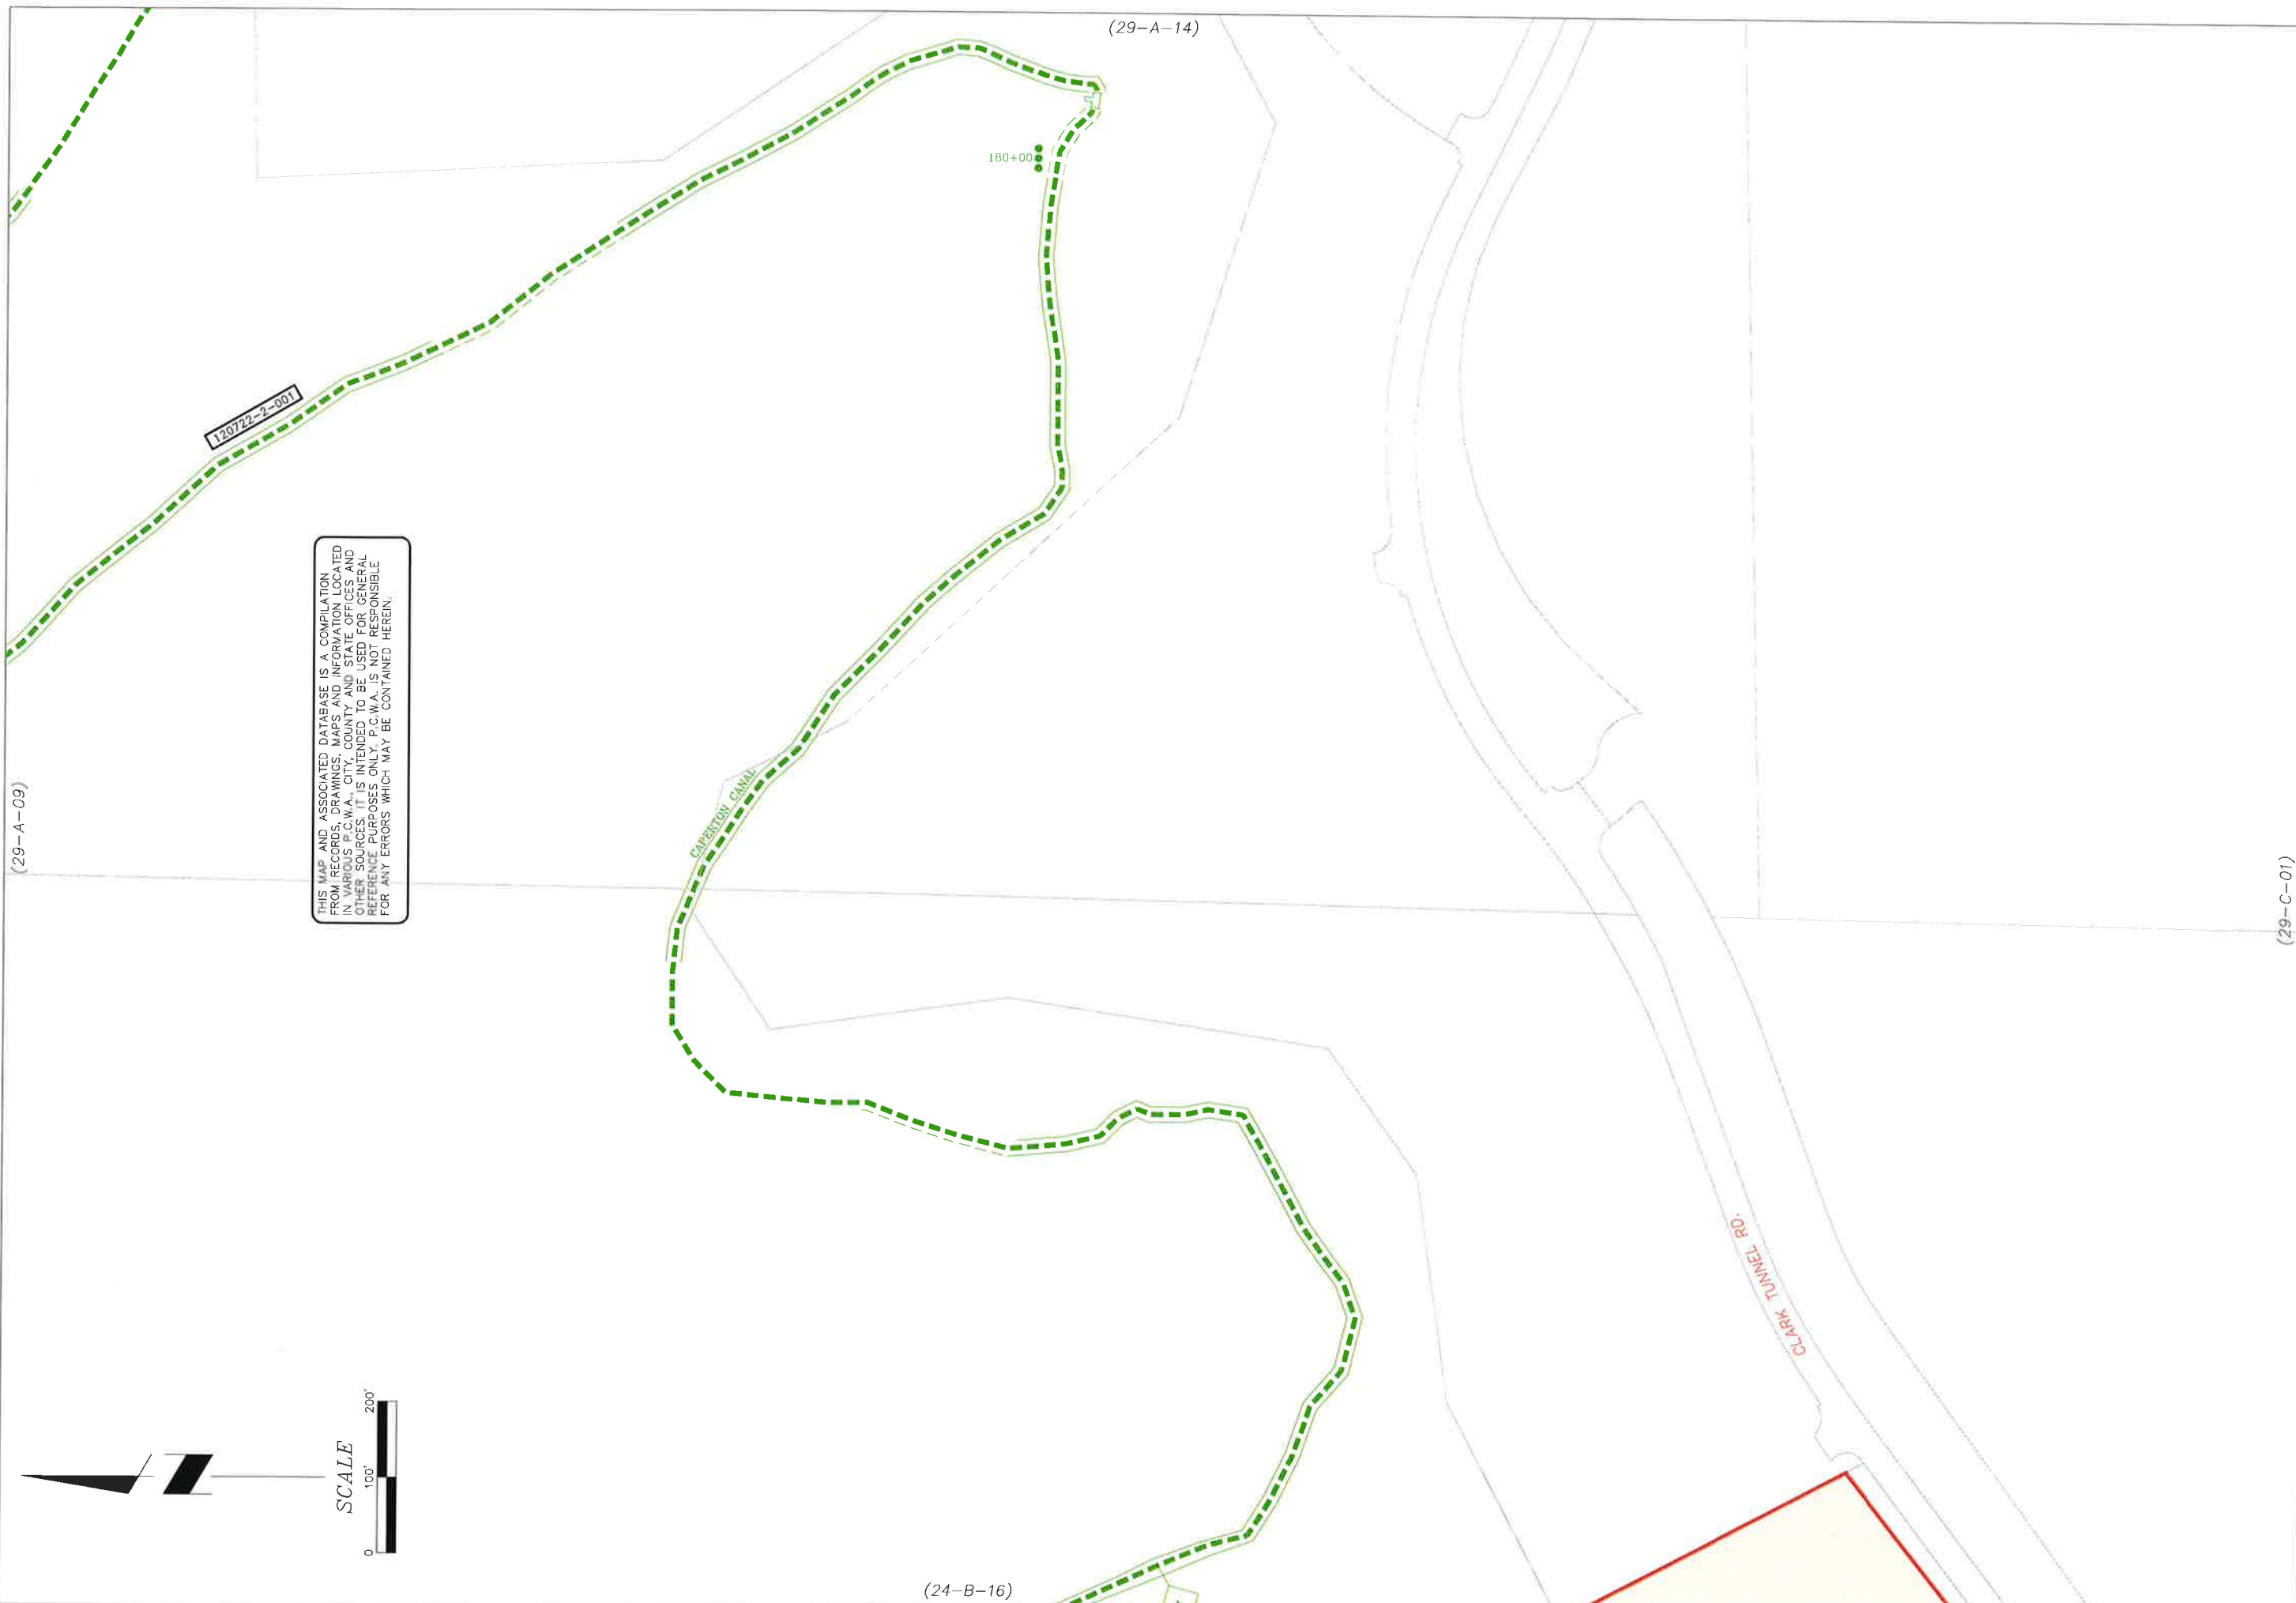 (29-A-14)
180+00
120722-2-001
THIS MAP AND ASSOCIATED DATABASE IS A COMPILATION
FROM RECORDS, DRAWINGS, MAPS AND INFORMATION LOCATED
IN VARIOUS P.C.W.A., CITY, COUNTY AND STATE OFFICES AND
OTHER SOURCES. IT IS INTENDED TO BE USED FOR GENERAL
REFERENCE PURPOSES ONLY. P.C.W.A. IS NOT RESPONSIBLE
FOR ANY ERRORS WHICH MAY BE CONTAINED HEREIN.
(29-A-09)
CAPERTON CANAL
(29-C-01)
CLARK TUNNEL RD.
SCALE
0 100' 200'
(24-B-16)